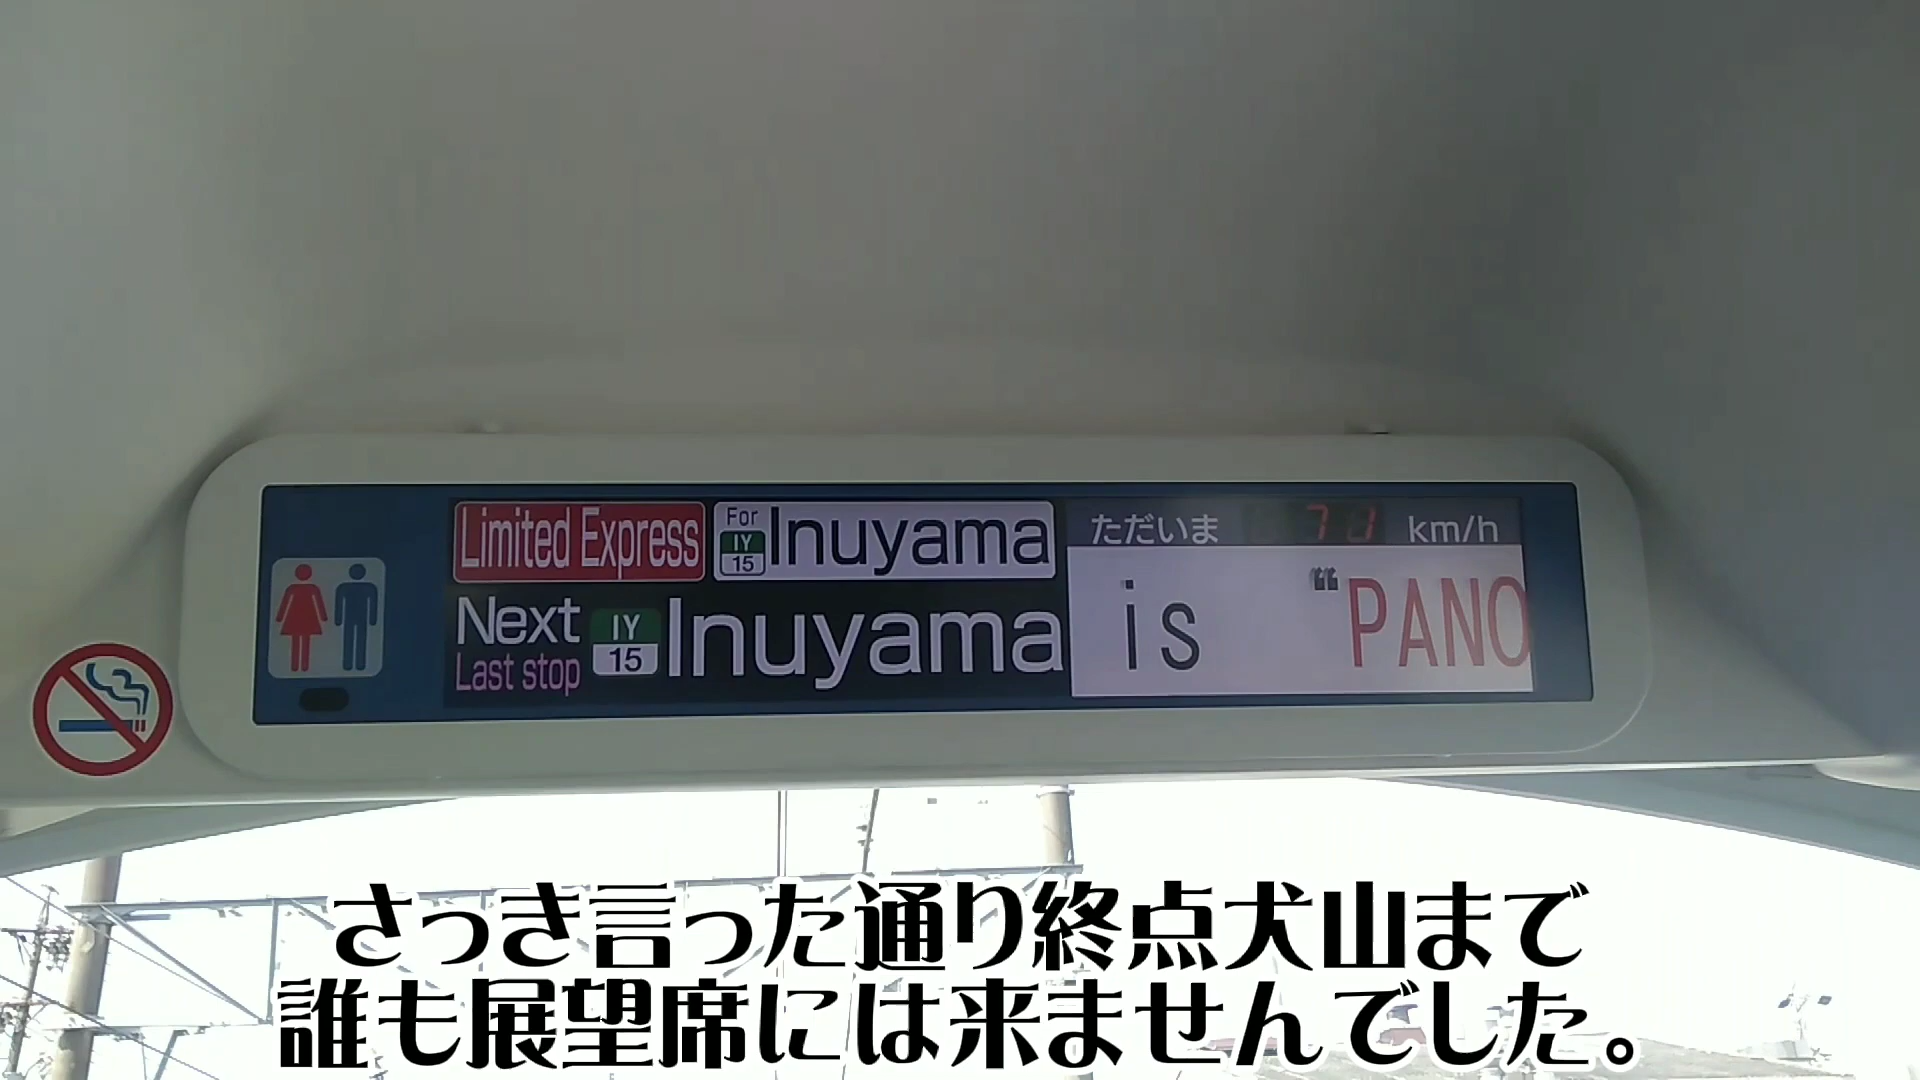 Limited Express For IY 15 Inuyama
ただいま 71 km/h
Next IY 15 Inuyama
Last stop
is “PANO
さっき言った通り終点犬山まで
誰も展望席には来ませんでした。